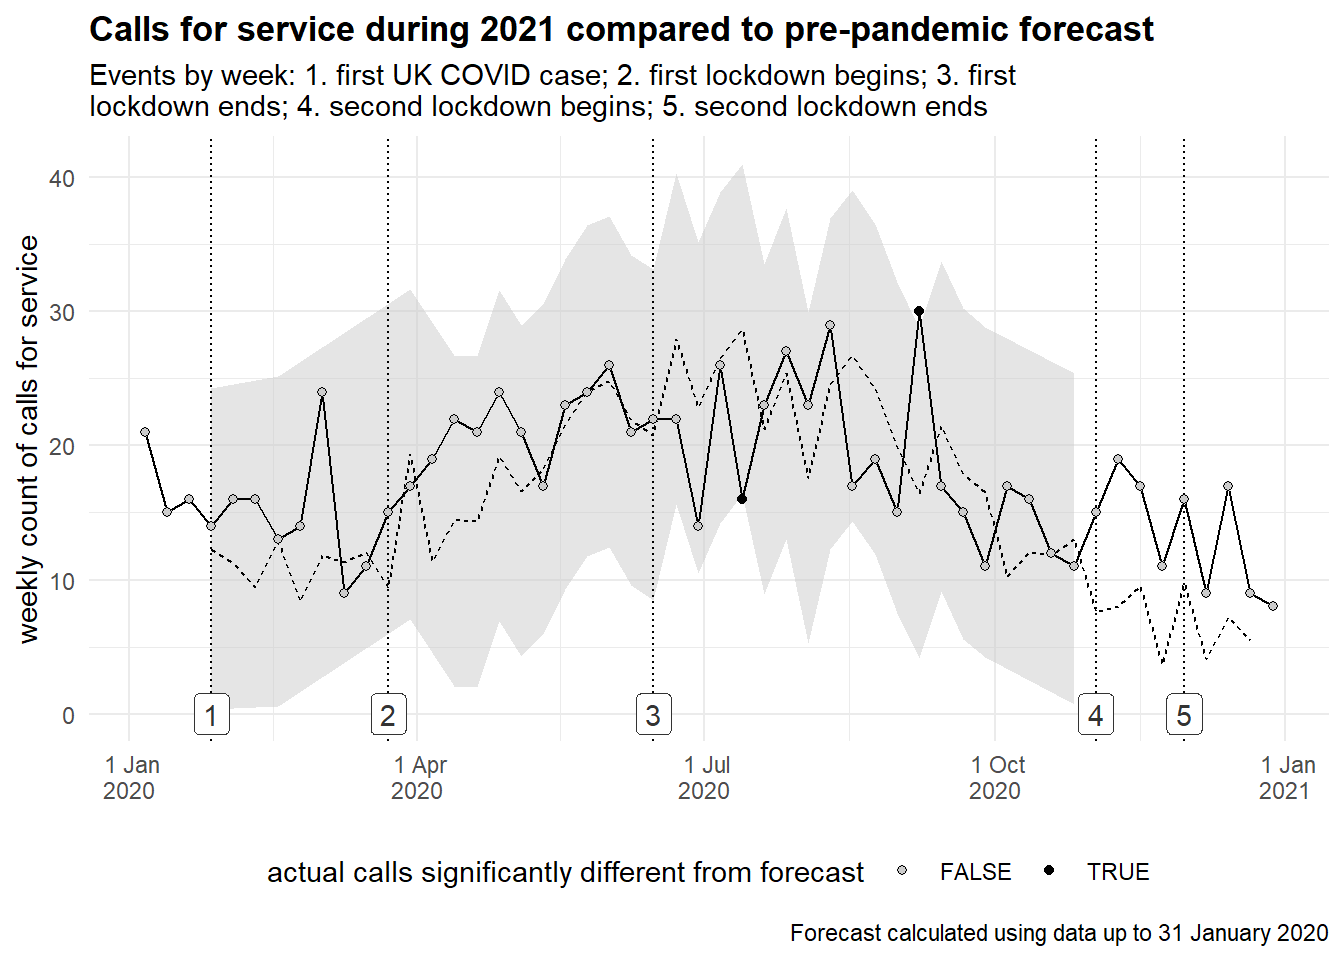 Calls for service during 2021 compared to pre-pandemic forecast
Events by week: 1. first UK COVID case; 2. first lockdown begins; 3. first
lockdown ends; 4. second lockdown begins; 5. second lockdown ends
weekly count of calls for service
40
30
20
10
0
1 2 3 4 5
1 Jan 1 Apr 1 Jul 1 Oct 1 Jan
2020 2020 2020 2020 2021
actual calls significantly different from forecast FALSE TRUE
Forecast calculated using data up to 31 January 2020